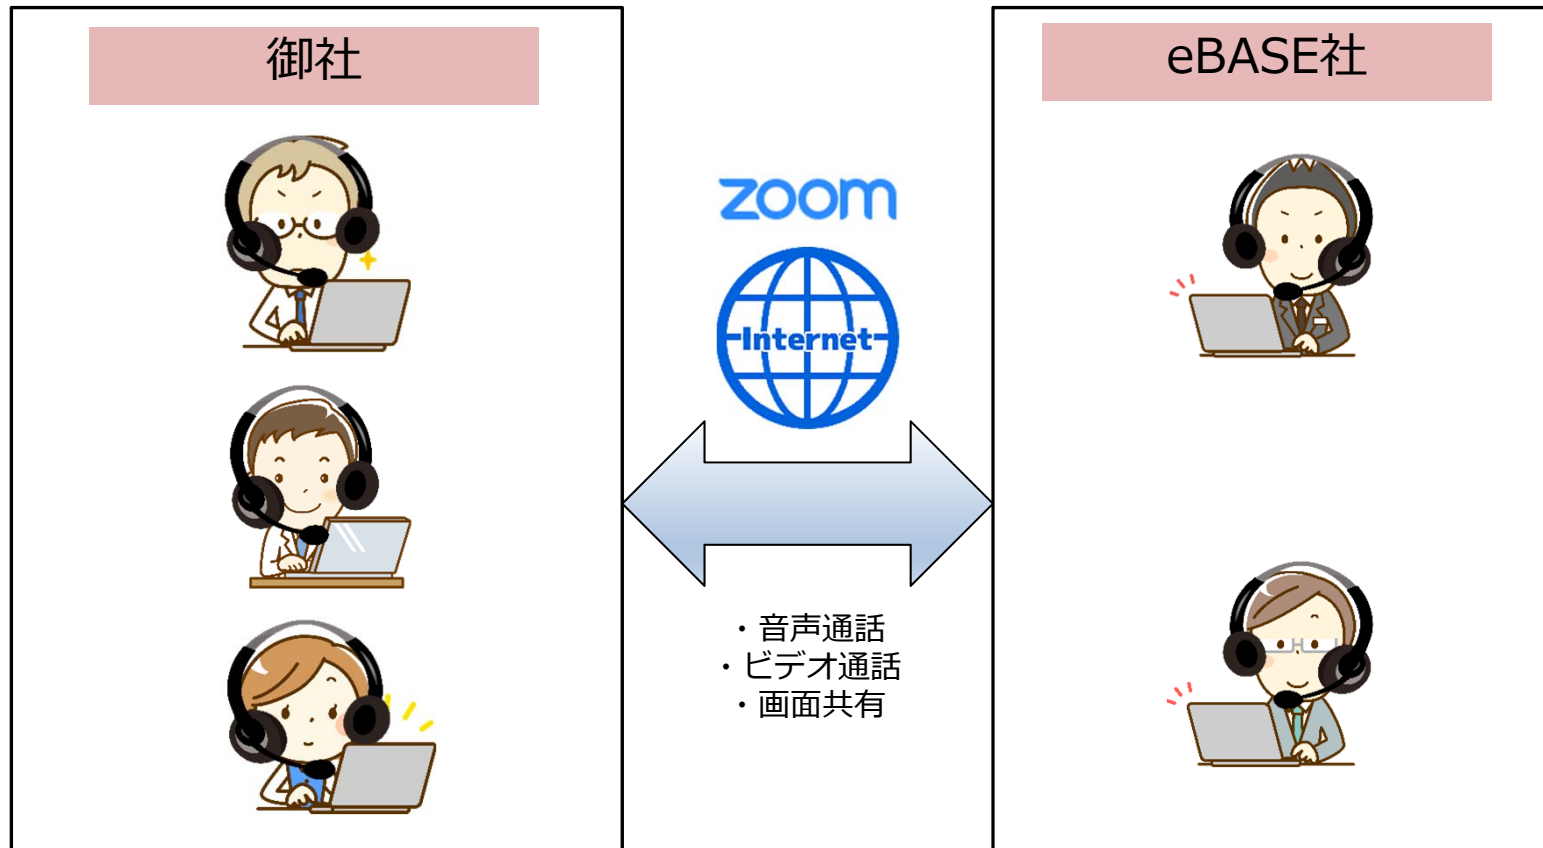 御社
eBASE社
zoom
Internet
・音声通話
・ビデオ通話
・画面共有